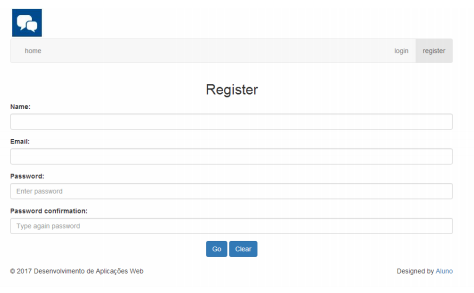 home login register
Register
Name:
Email:
Password:
Enter password
Password confirmation:
Type again password
Go Clear
© 2017 Desenvolvimento de Aplicações Web Designed by Aluno